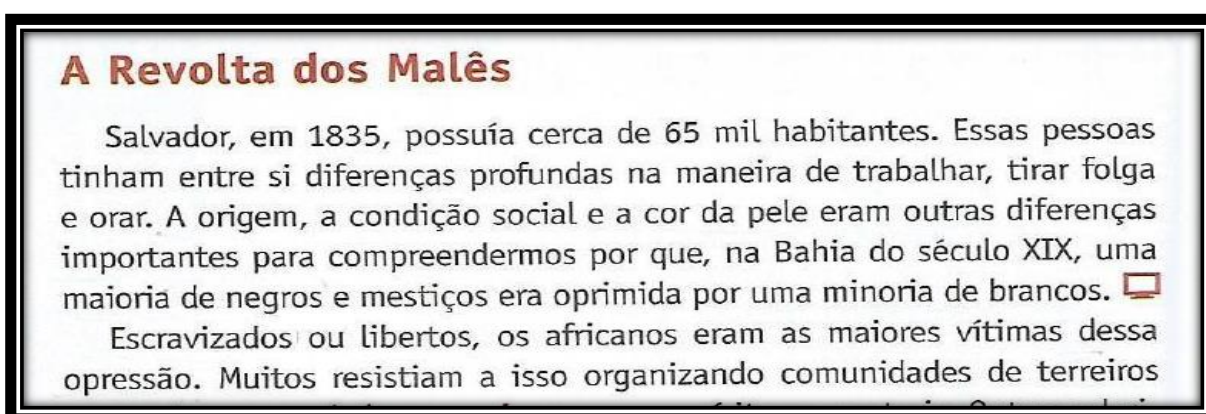 A Revolta dos Malês
Salvador, em 1835, possuía cerca de 65 mil habitantes. Essas pessoas
tinham entre si diferenças profundas na maneira de trabalhar, tirar folga
e orar. A origem, a condição social e a cor da pele eram outras diferenças
importantes para compreendermos por que, na Bahia do século XIX, uma
maioria de negros e mestiços era oprimida por uma minoria de brancos.
Escravizados ou libertos, os africanos eram as maiores vítimas dessa
opressão. Muitos resistiam a isso organizando comunidades de terreiros